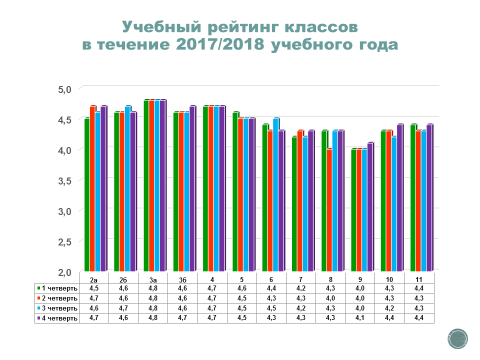 Учебный рейтинг классов
в течение 2017/2018 учебного года
5,0
4,5
4,0
3,5
3,0
2,5
2,0
2а 2б 3а 3б 4 5 6 7 8 9 10 11
1 четверть 4,5 4,6 4,8 4,6 4,7 4,6 4,4 4,2 4,3 4,0 4,3 4,4
2 четверть 4,7 4,6 4,8 4,6 4,7 4,5 4,3 4,3 4,0 4,0 4,3 4,3
3 четверть 4,6 4,7 4,8 4,6 4,7 4,5 4,5 4,2 4,3 4,0 4,2 4,3
4 четверть 4,7 4,6 4,8 4,7 4,7 4,5 4,3 4,3 4,3 4,1 4,4 4,4